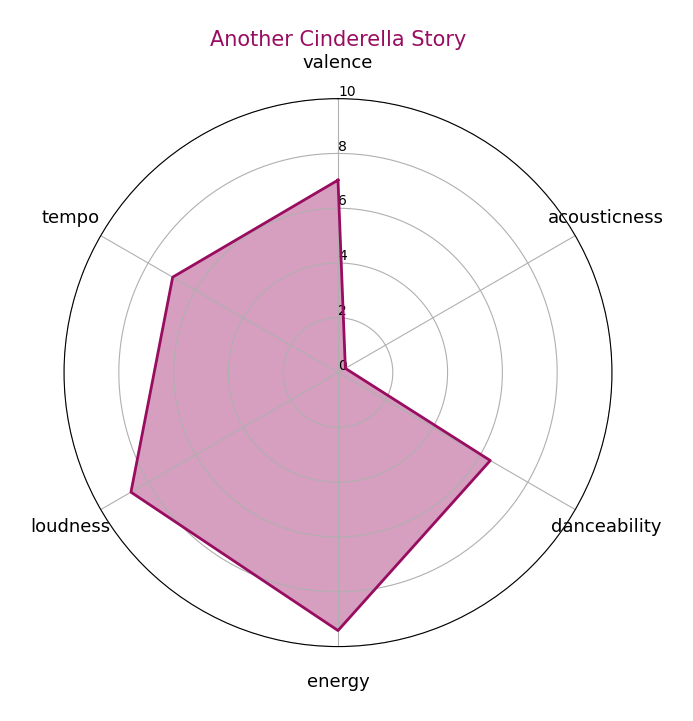 Another Cinderella Story
valence
10
8
tempo
6
acousticness
4
2
0
loudness
danceability
energy